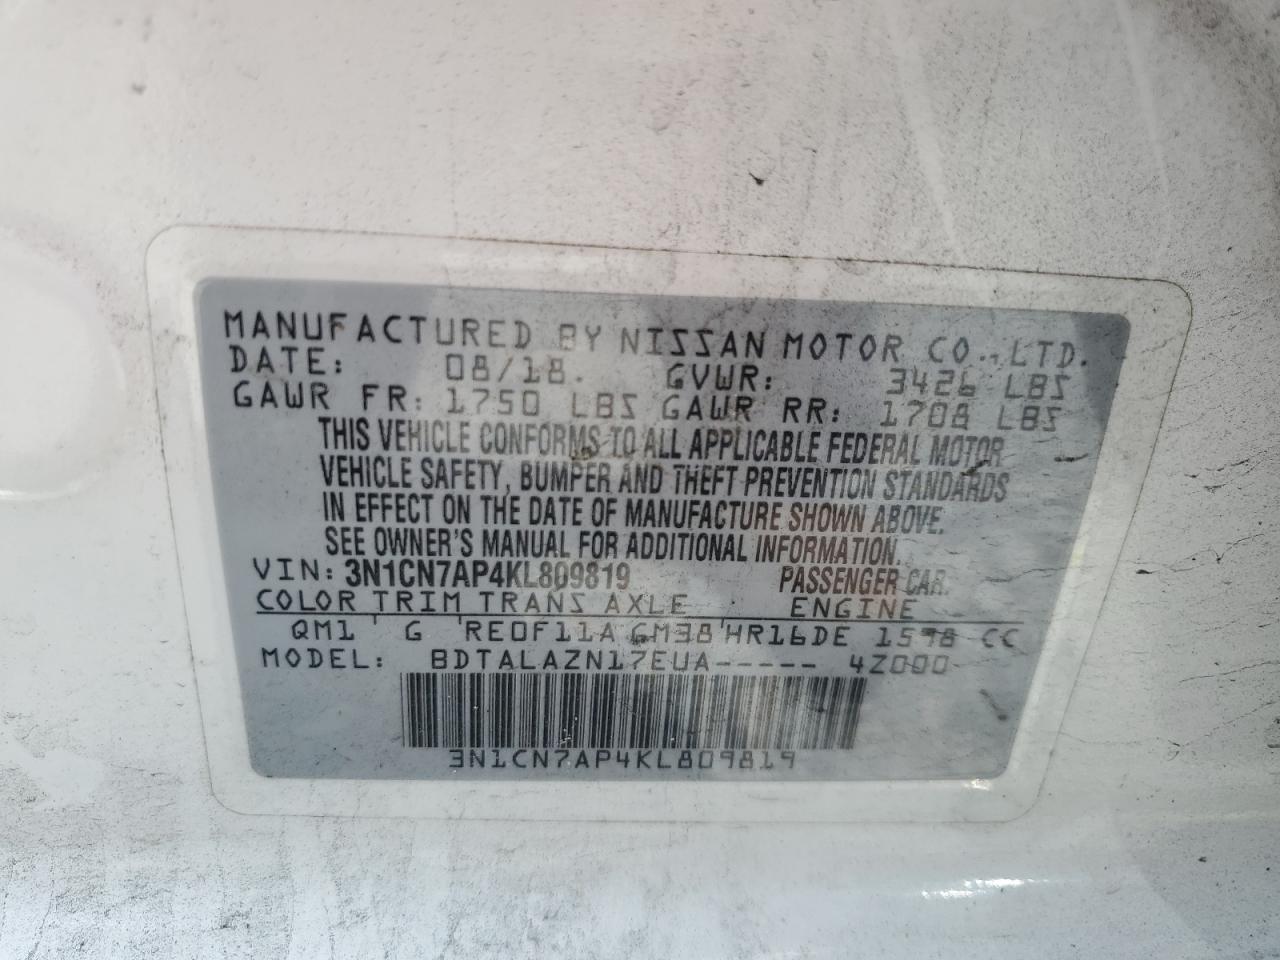 MANUFACTURED BY NISSAN MOTOR CO., LTD.
DATE: 08/18. GVWR: 3426 LBS
GAWR FR: 1750 LBS GAWR RR: 1708 LBS
THIS VEHICLE CONFORMS TO ALL APPLICABLE FEDERAL MOTOR
VEHICLE SAFETY, BUMPER AND THEFT PREVENTION STANDARDS
IN EFFECT ON THE DATE OF MANUFACTURE SHOWN ABOVE.
SEE OWNER'S MANUAL FOR ADDITIONAL INFORMATION.
VIN: 3N1CN7AP4KL809819 PASSENGER CAR.
COLOR TRIM TRANS AXLE ENGINE
QM1 G RE0F11A GM38 HR16DE 1598 CC
MODEL: BDTALAZN17EUA----- 4Z000
3N1CN7AP4KL809819